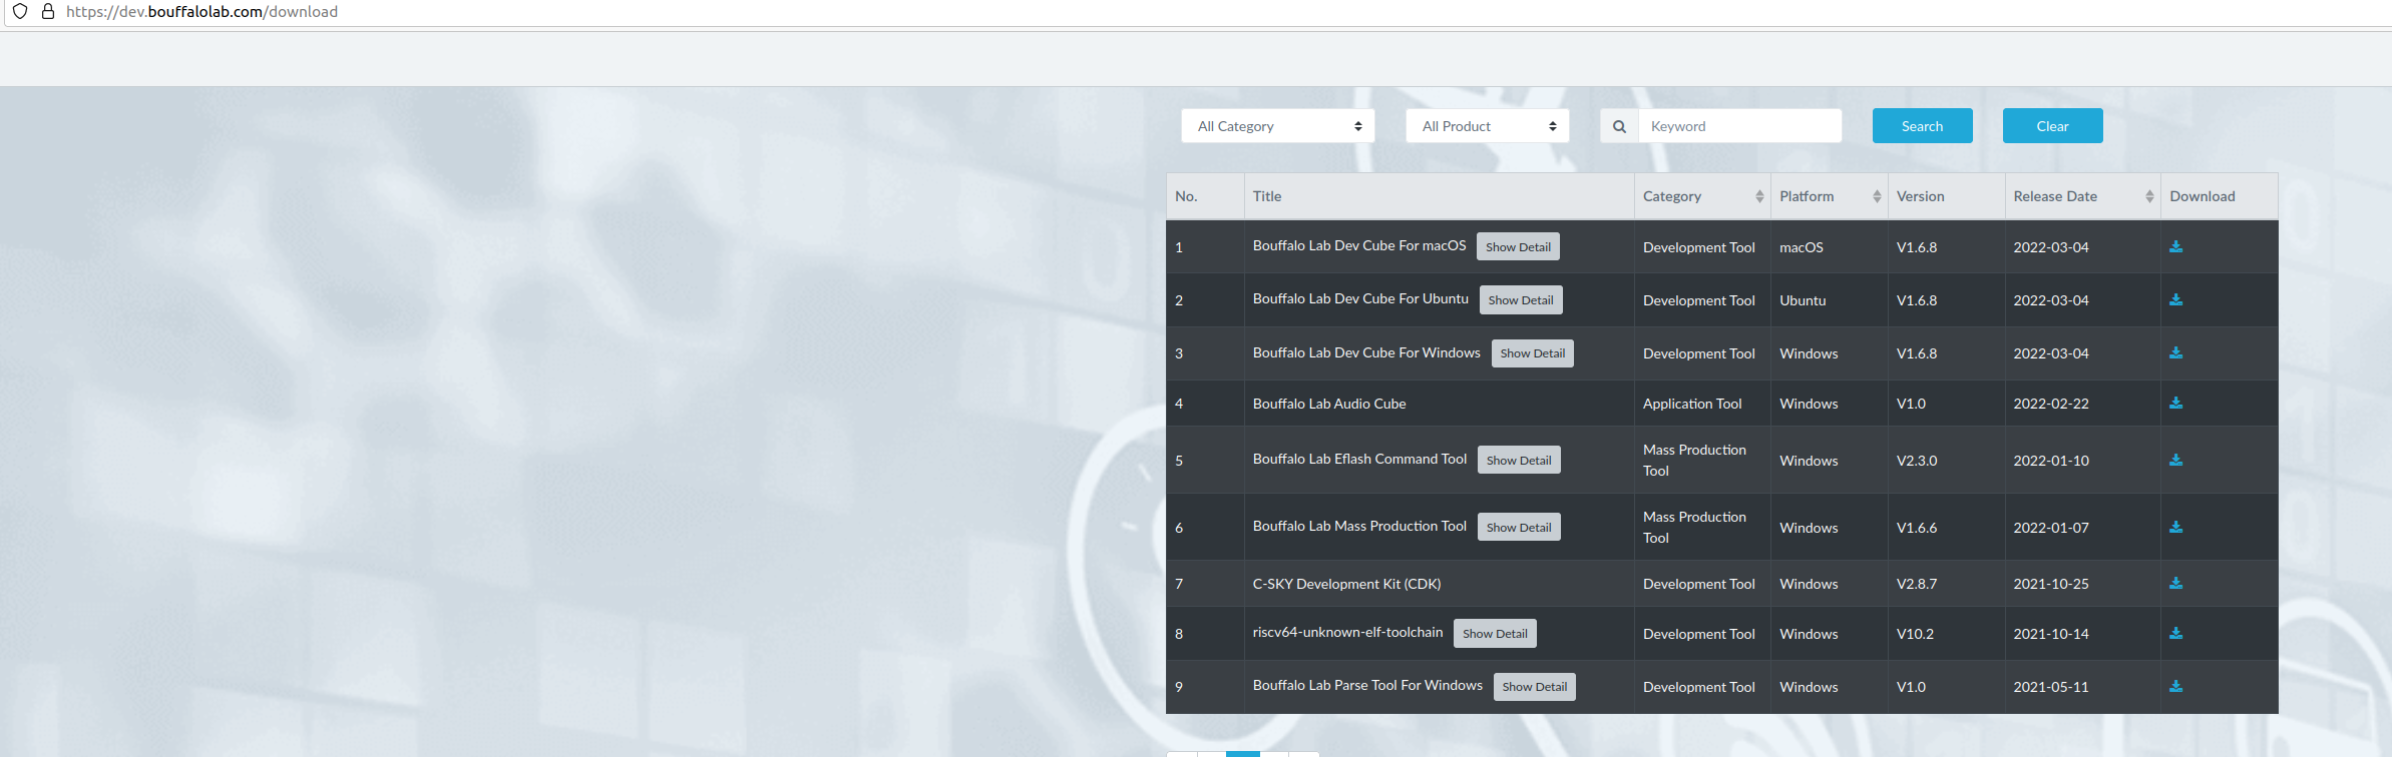 https://dev.bouffalolab.com/download
All Category All Product Keyword Search Clear
No. Title Category Platform Version Release Date Download
1 Bouffalo Lab Dev Cube For macOS Show Detail Development Tool macOS V1.6.8 2022-03-04
2 Bouffalo Lab Dev Cube For Ubuntu Show Detail Development Tool Ubuntu V1.6.8 2022-03-04
3 Bouffalo Lab Dev Cube For Windows Show Detail Development Tool Windows V1.6.8 2022-03-04
4 Bouffalo Lab Audio Cube Application Tool Windows V1.0 2022-02-22
5 Bouffalo Lab Eflash Command Tool Show Detail Mass Production Tool Windows V2.3.0 2022-01-10
6 Bouffalo Lab Mass Production Tool Show Detail Mass Production Tool Windows V1.6.6 2022-01-07
7 C-SKY Development Kit (CDK) Development Tool Windows V2.8.7 2021-10-25
8 riscv64-unknown-elf-toolchain Show Detail Development Tool Windows V10.2 2021-10-14
9 Bouffalo Lab Parse Tool For Windows Show Detail Development Tool Windows V1.0 2021-05-11